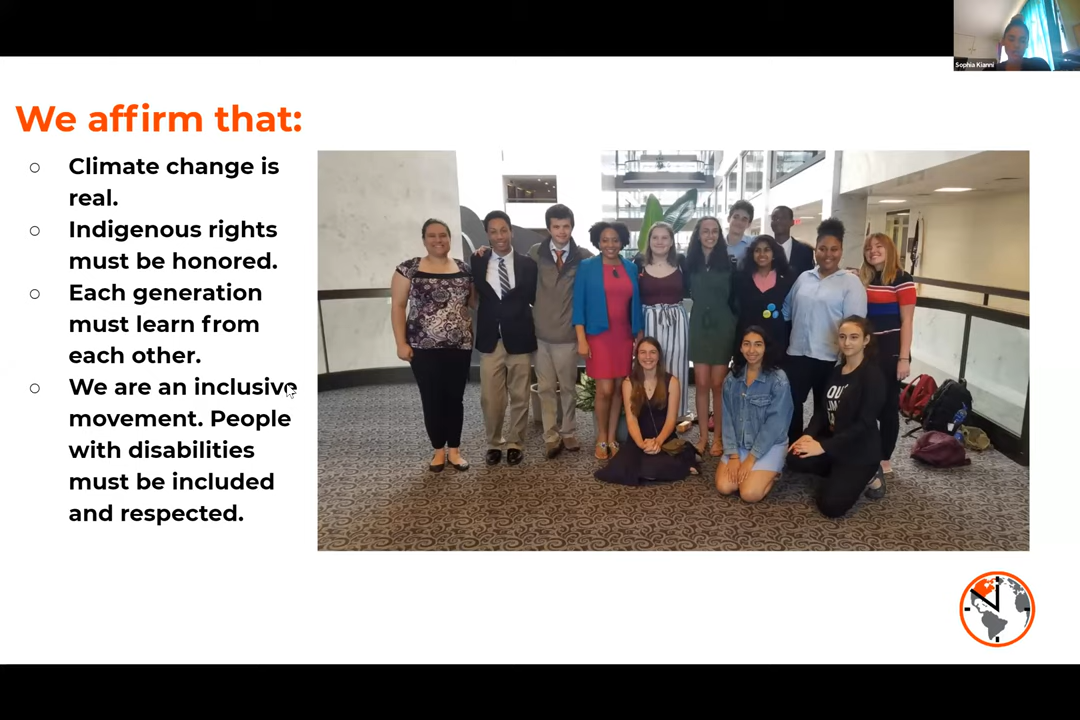 Sophia Kianni
We affirm that:
Climate change is
real.
Indigenous rights
must be honored.
Each generation
must learn from
each other.
We are an inclusive
movement. People
with disabilities
must be included
and respected.